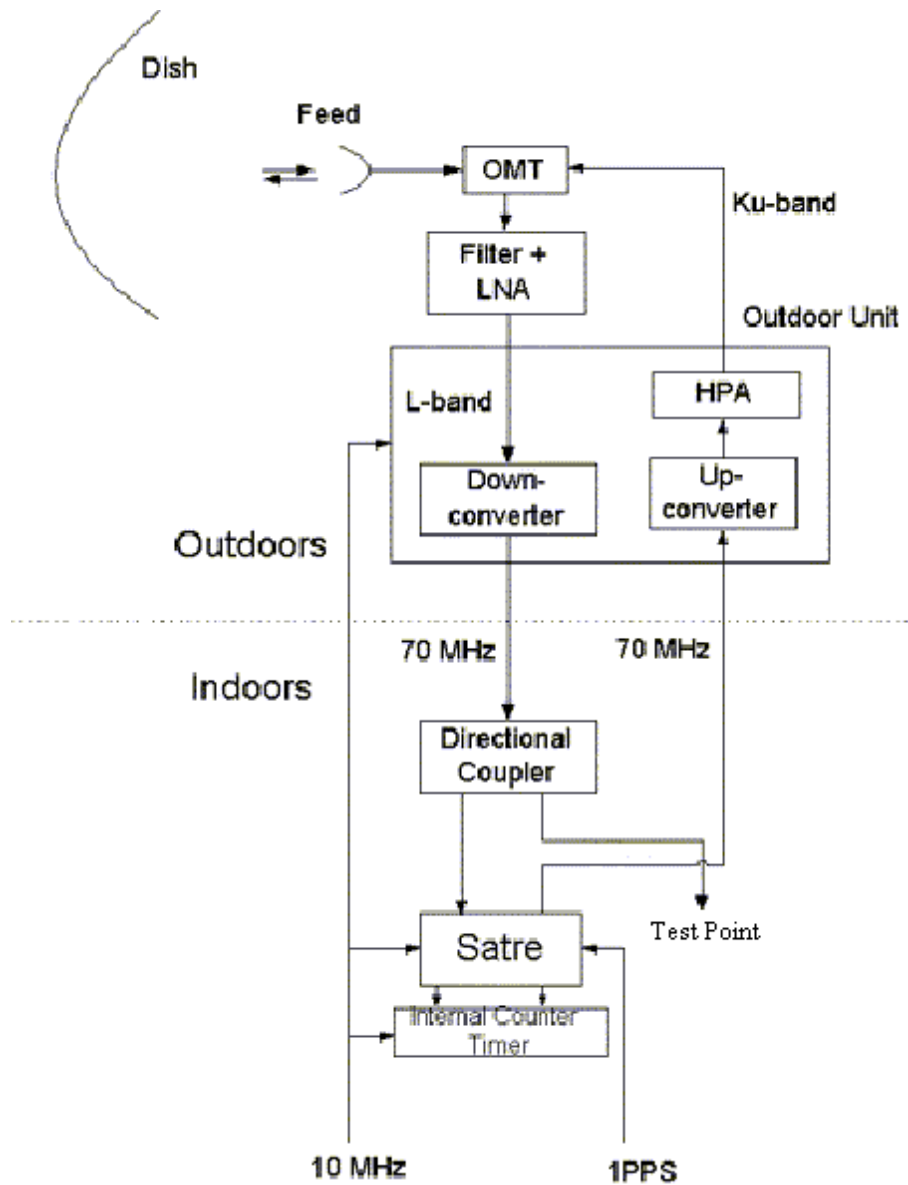 Dish
Feed
OMT
Ku-band
Filter +
LNA
Outdoor Unit
L-band
HPA
Down-
converter
Up-
converter
Outdoors
70 MHz
70 MHz
Indoors
Directional
Coupler
Test Point
Satre
Internal Counter
Timer
10 MHz
1PPS